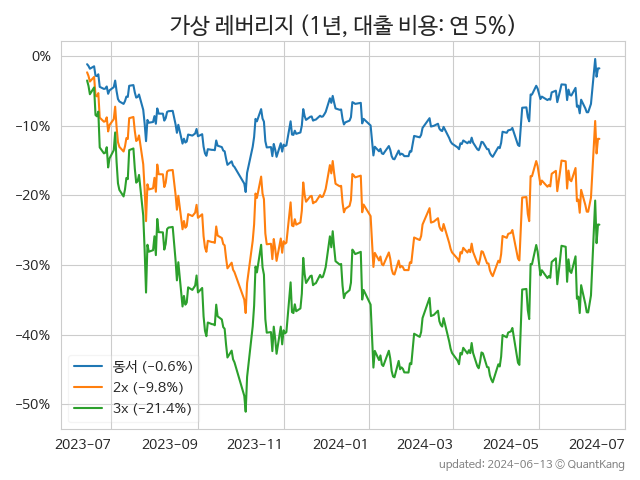 가상 레버리지 (1년, 대출 비용: 연 5%)
0%
−10%
−20%
−30%
−40%
−50%
동서 (−0.6%)
2x (−9.8%)
3x (−21.4%)
2023-07 2023-09 2023-11 2024-01 2024-03 2024-05 2024-07
updated: 2024-06-13 © QuantKang